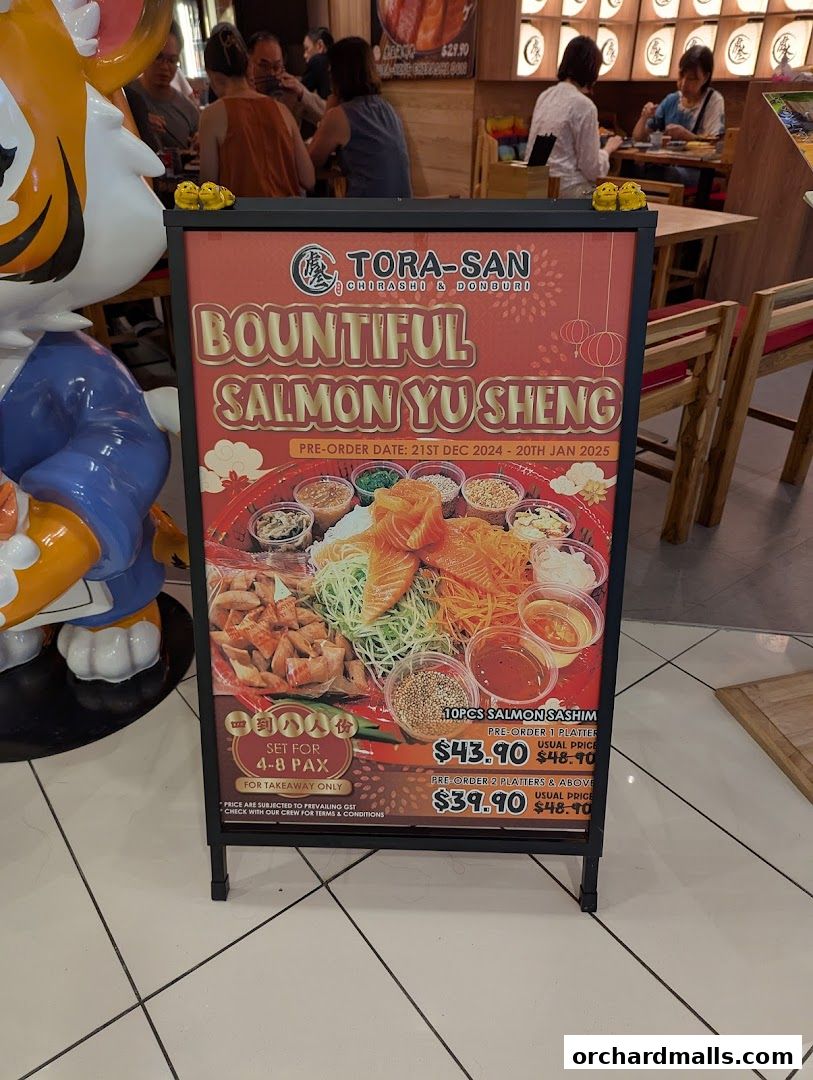 $29.90
TORA-SAN
CHIRASHI & DONBURI
BOUNTIFUL
SALMON YU SHENG
PRE-ORDER DATE: 21ST DEC 2024 - 20TH JAN 2025
10PCS SALMON SASHIM
PRE-ORDER 1 PLATTER
$43.90 USUAL PRICE $48.90
PRE-ORDER 2 PLATTERS & ABOVE
$39.90 USUAL PRICE $48.90
四到八人份
SET FOR
4-8 PAX
FOR TAKEAWAY ONLY
* PRICE ARE SUBJECTED TO PREVAILING GST
* CHECK WITH OUR CREW FOR TERMS & CONDITIONS
orchardmalls.com